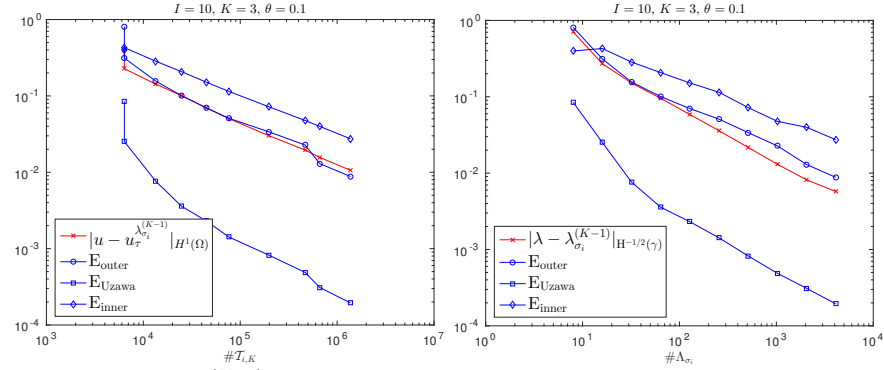 I = 10, K = 3, θ = 0.1
10^0
10^-1
10^-2
10^-3
10^-4
|u − u_τ^{λ_{σ_i}^{(K−1)}}|_{H^1(Ω)}
E_outer
E_Uzawa
E_inner
10^3 10^4 10^5 10^6 10^7
#𝒯_{i,K}
I = 10, K = 3, θ = 0.1
10^0
10^-1
10^-2
10^-3
10^-4
|λ − λ_{σ_i}^{(K−1)}|_{H^{−1/2}(γ)}
E_outer
E_Uzawa
E_inner
10^0 10^1 10^2 10^3 10^4
#Λ_{σ_i}